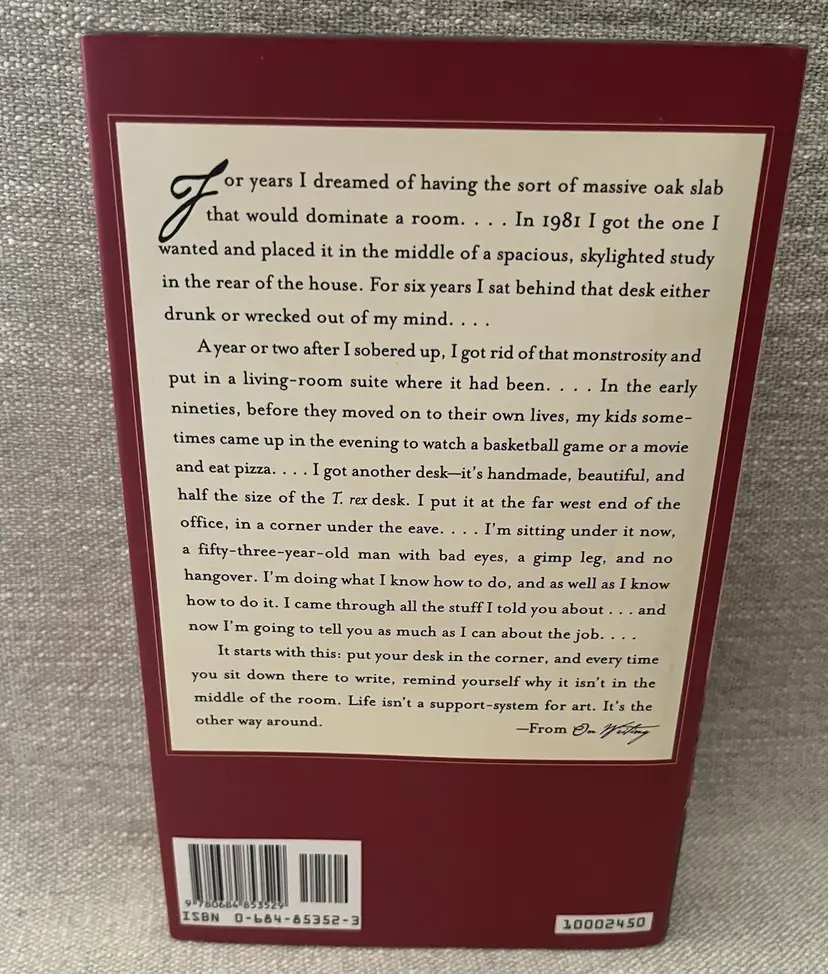 For years I dreamed of having the sort of massive oak slab
that would dominate a room. . . . In 1981 I got the one I
wanted and placed it in the middle of a spacious, skylighted study
in the rear of the house. For six years I sat behind that desk either
drunk or wrecked out of my mind. . . .
A year or two after I sobered up, I got rid of that monstrosity and
put in a living-room suite where it had been. . . . In the early
nineties, before they moved on to their own lives, my kids some-
times came up in the evening to watch a basketball game or a movie
and eat pizza. . . . I got another desk—it's handmade, beautiful, and
half the size of the T. rex desk. I put it at the far west end of the
office, in a corner under the eave. . . . I'm sitting under it now,
a fifty-three-year-old man with bad eyes, a gimp leg, and no
hangover. I'm doing what I know how to do, and as well as I know
how to do it. I came through all the stuff I told you about . . . and
now I'm going to tell you as much as I can about the job. . . .
It starts with this: put your desk in the corner, and every time
you sit down there to write, remind yourself why it isn't in the
middle of the room. Life isn't a support-system for art. It's the
other way around.
—From On Writing
9 780684 853529
ISBN 0-684-85352-3
10002450